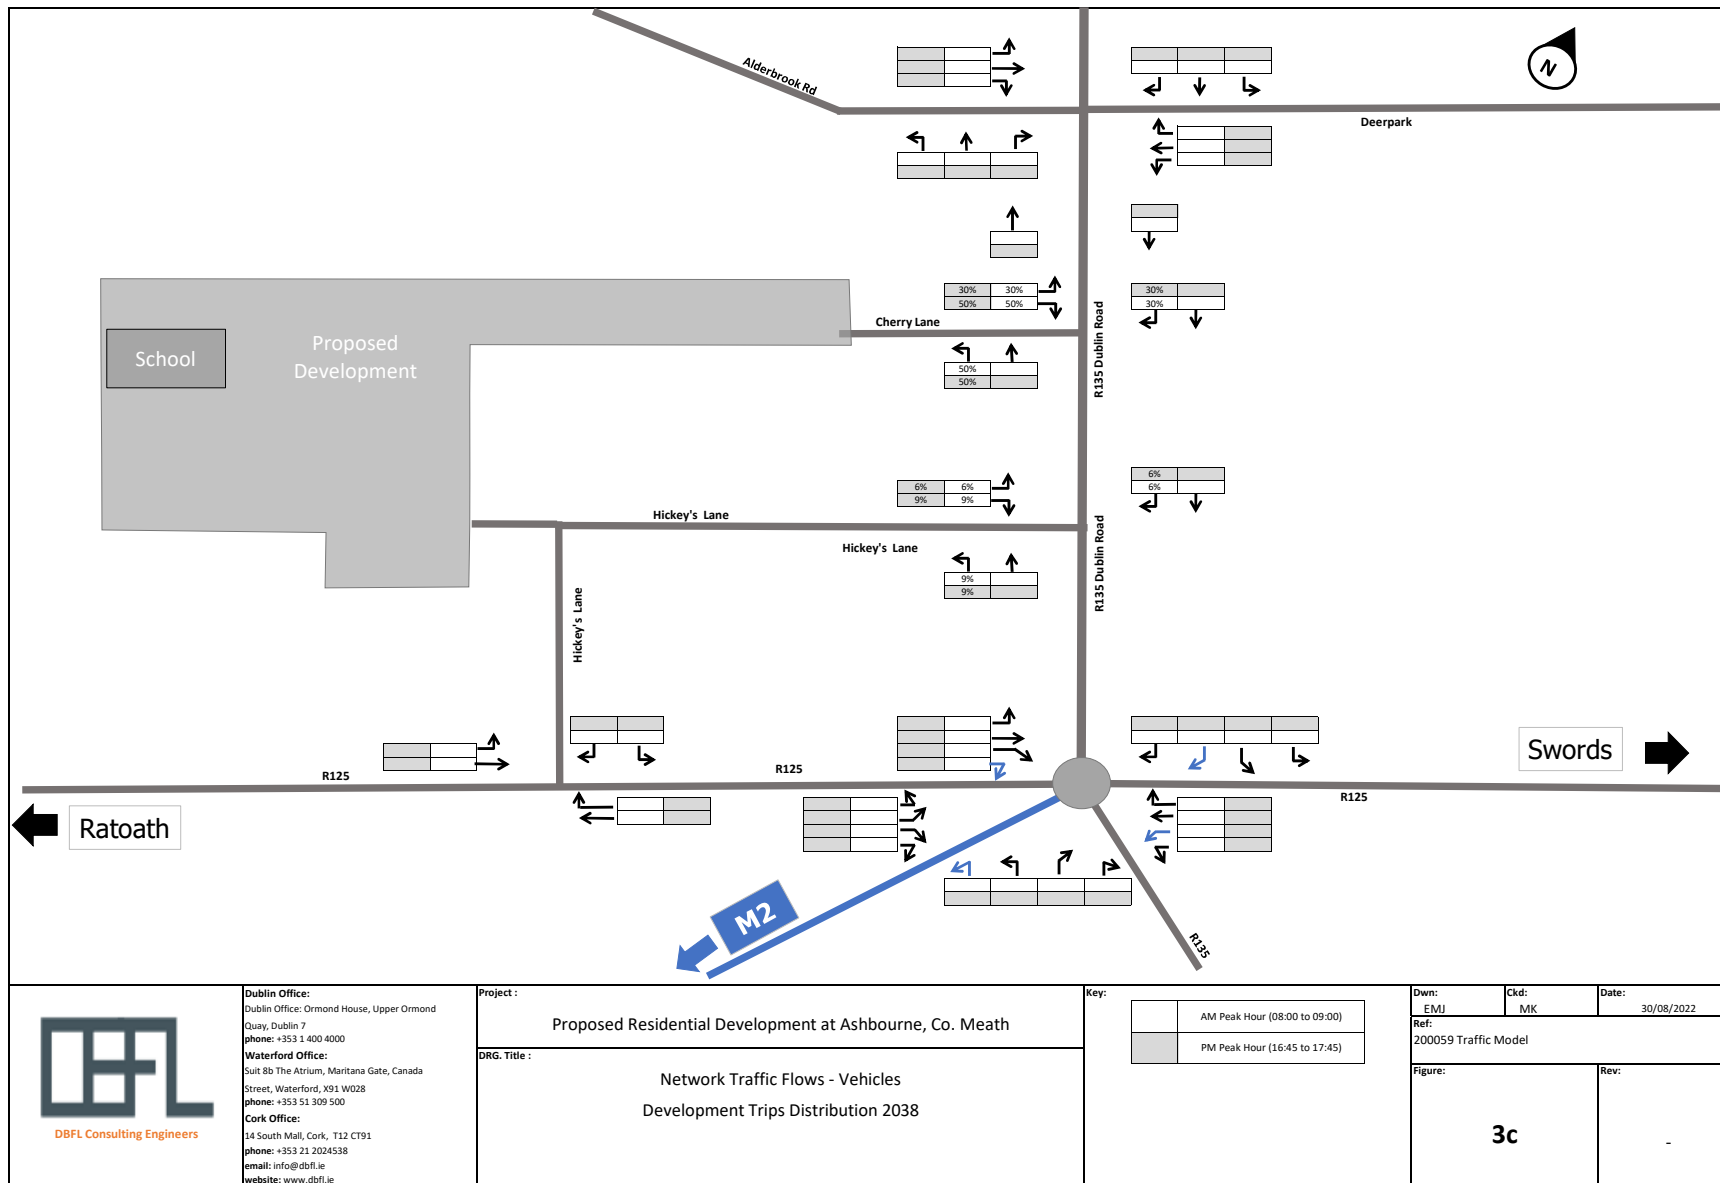 Alderbrook Rd
N
Deerpark
30% 30%
50% 50%
30%
30%
Cherry Lane
R135 Dublin Road
50%
50%
School
Proposed
Development
6% 6%
9% 9%
6%
6%
Hickey's Lane
Hickey's Lane
R135 Dublin Road
9%
9%
Hickey's Lane
R125
R125
R125
Swords
Ratoath
M2
R135
DBFL Consulting Engineers
Dublin Office:
Dublin Office: Ormond House, Upper Ormond
Quay, Dublin 7
phone: +353 1 400 4000
Waterford Office:
Suit 8b The Atrium, Maritana Gate, Canada
Street, Waterford, X91 W028
phone: +353 51 309 500
Cork Office:
14 South Mall, Cork, T12 CT91
phone: +353 21 2024538
email: info@dbfl.ie
website: www.dbfl.ie
Project :
Proposed Residential Development at Ashbourne, Co. Meath
DRG. Title :
Network Traffic Flows - Vehicles
Development Trips Distribution 2038
Key:
AM Peak Hour (08:00 to 09:00)
PM Peak Hour (16:45 to 17:45)
Dwn: Ckd: Date:
EMJ MK 30/08/2022
Ref:
200059 Traffic Model
Figure: Rev:
3c -